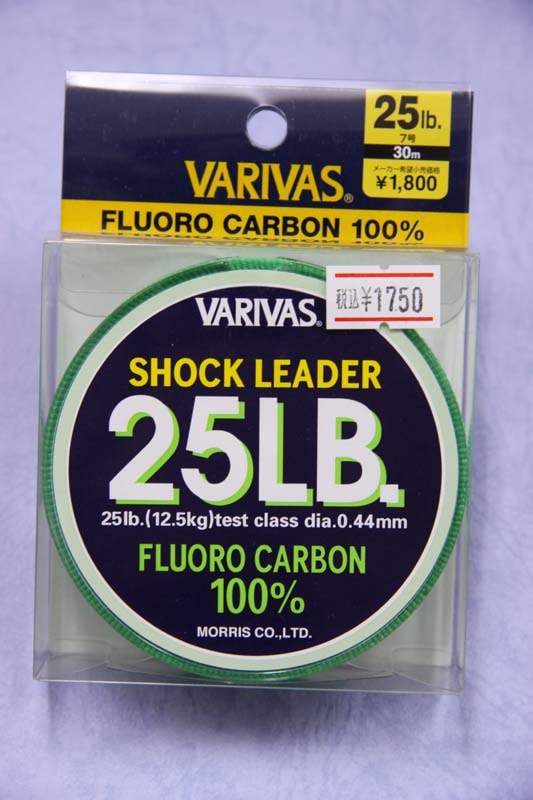 25lb.
7号
30m
メーカー希望小売価格
¥1,800
VARIVAS®
FLUORO CARBON 100%
税込¥1750
VARIVAS®
SHOCK LEADER
25LB.
25lb.(12.5kg)test class dia.0.44mm
FLUORO CARBON
100%
MORRIS CO.,LTD.